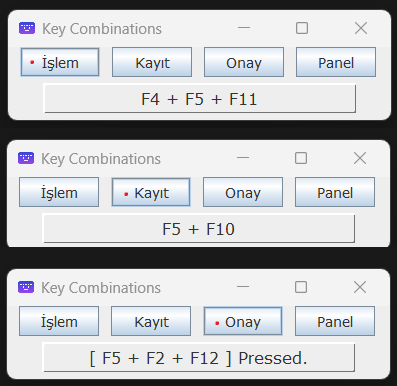 Key Combinations
İşlem Kayıt Onay Panel
F4 + F5 + F11
Key Combinations
İşlem Kayıt Onay Panel
F5 + F10
Key Combinations
İşlem Kayıt Onay Panel
[ F5 + F2 + F12 ] Pressed.